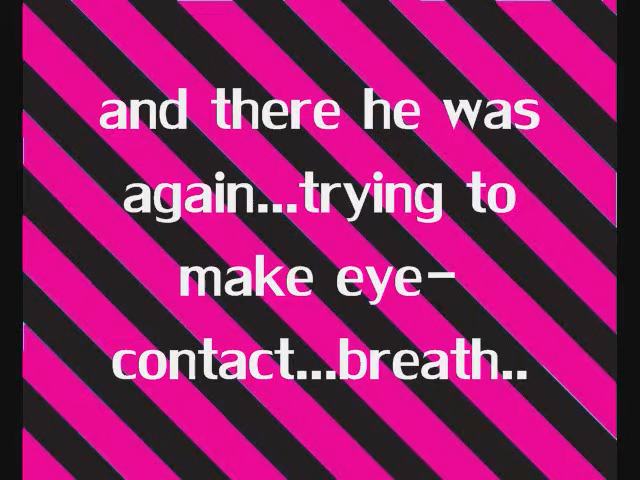 and there he was
again...trying to
make eye-
contact...breath..